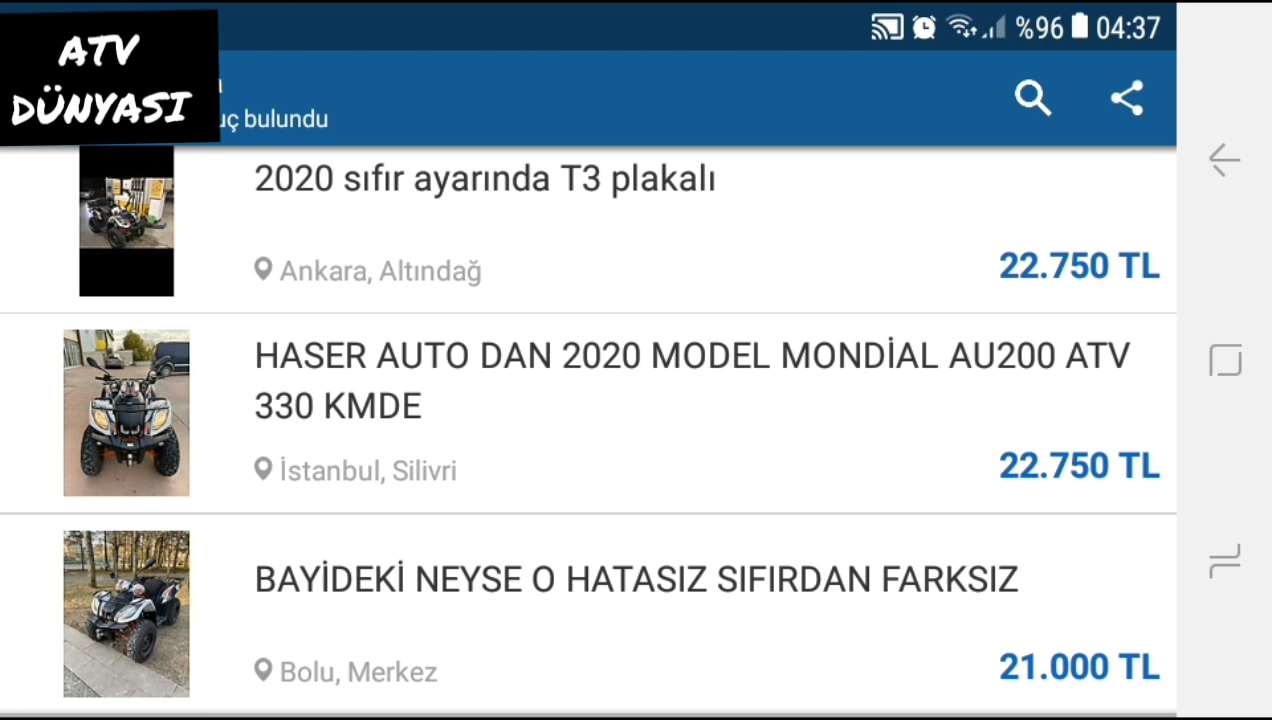 ATV
DÜNYASI
%96 04:37
bulundu
2020 sıfır ayarında T3 plakalı
Ankara, Altındağ
22.750 TL
HASER AUTO DAN 2020 MODEL MONDİAL AU200 ATV
330 KMDE
İstanbul, Silivri
22.750 TL
BAYİDEKİ NEYSE O HATASIZ SIFIRDAN FARKSIZ
Bolu, Merkez
21.000 TL